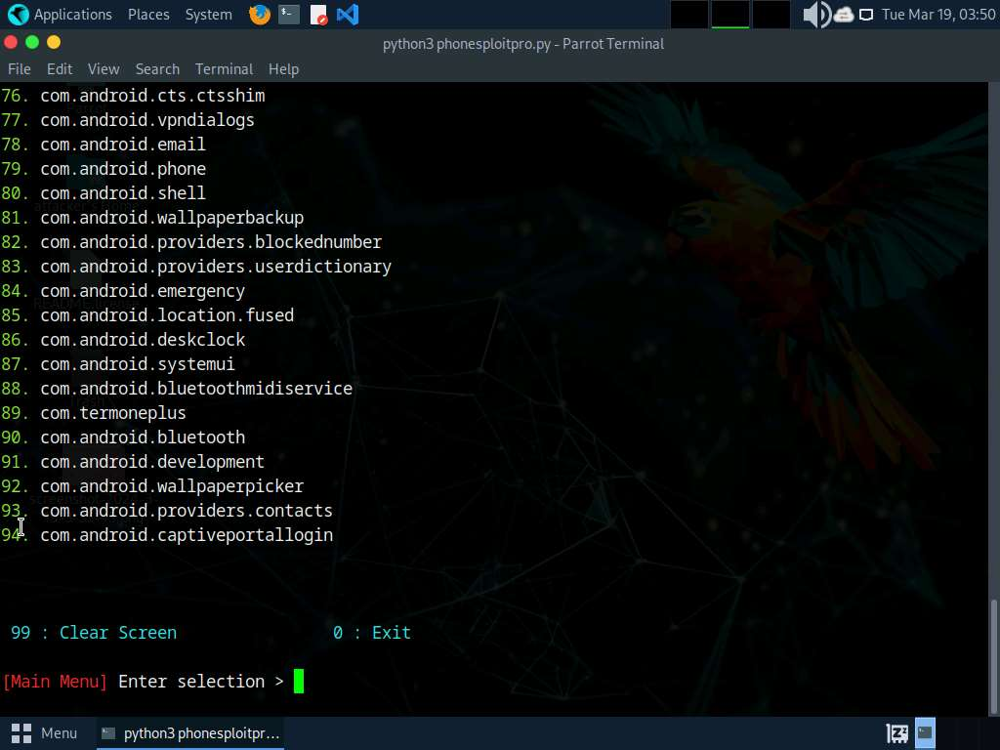 Applications Places System Tue Mar 19, 03:50
python3 phonesploitpro.py - Parrot Terminal
File Edit View Search Terminal Help
76. com.android.cts.ctsshim
77. com.android.vpndialogs
78. com.android.email
79. com.android.phone
80. com.android.shell
81. com.android.wallpaperbackup
82. com.android.providers.blockednumber
83. com.android.providers.userdictionary
84. com.android.emergency
85. com.android.location.fused
86. com.android.deskclock
87. com.android.systemui
88. com.android.bluetoothmidiservice
89. com.termoneplus
90. com.android.bluetooth
91. com.android.development
92. com.android.wallpaperpicker
93. com.android.providers.contacts
94. com.android.captiveportallogin
99 : Clear Screen 0 : Exit
[Main Menu] Enter selection >
Menu python3 phonesploitpr...